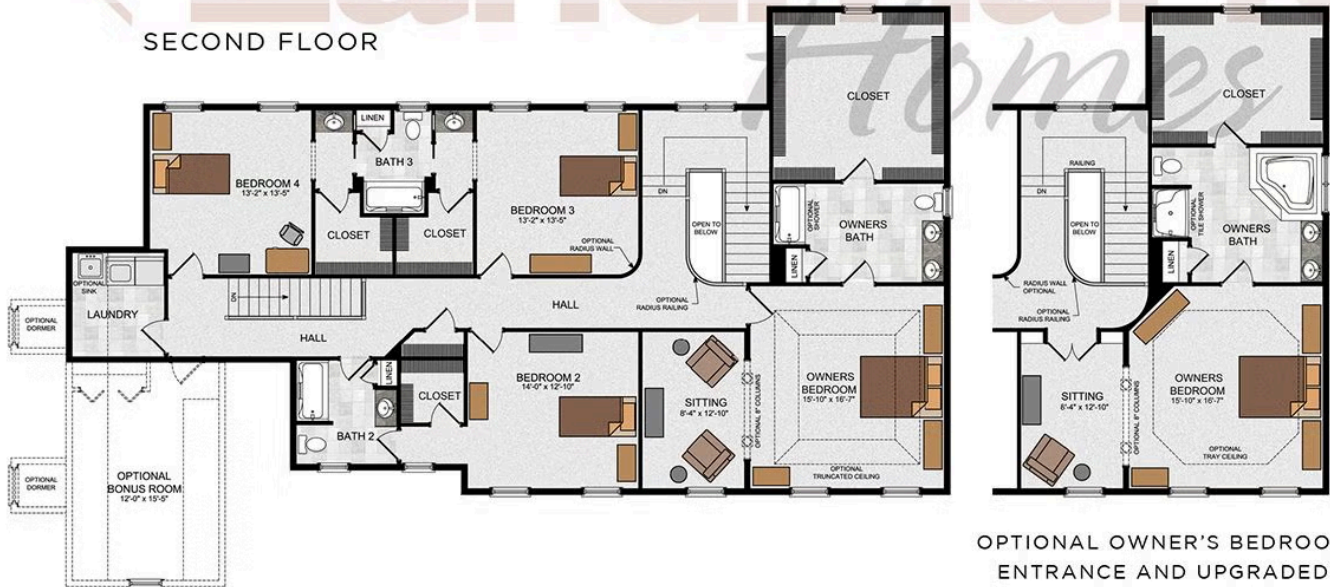 SECOND FLOOR
Homes
CLOSET
LINEN
BATH 3
BEDROOM 4
13'-2" x 13'-5"
BEDROOM 3
13'-2" x 13'-5"
CLOSET
CLOSET
OPTIONAL
RADIUS WALL
DN
OPEN TO
BELOW
OPTIONAL
SHOWER
OWNERS
BATH
LINEN
OPTIONAL
RADIUS RAILING
OPTIONAL
SINK
LAUNDRY
DN
HALL
HALL
OPTIONAL
DORMER
LINEN
CLOSET
BATH 2
BEDROOM 2
14'-0" x 12'-10"
SITTING
8'-4" x 12'-10"
OPTIONAL 8" COLUMNS
OWNERS
BEDROOM
15'-10" x 16'-7"
OPTIONAL
TRUNCATED CEILING
OPTIONAL
DORMER
OPTIONAL
BONUS ROOM
12'-0" x 15'-5"
CLOSET
RAILING
DN
OPEN TO
BELOW
OPTIONAL
TILE SHOWER
OWNERS
BATH
LINEN
RADIUS WALL
OPTIONAL
OPTIONAL
RADIUS RAILING
SITTING
8'-4" x 12'-10"
OPTIONAL 8" COLUMNS
OWNERS
BEDROOM
15'-10" x 16'-7"
OPTIONAL
TRAY CEILING
OPTIONAL OWNER'S BEDROO
ENTRANCE AND UPGRADED